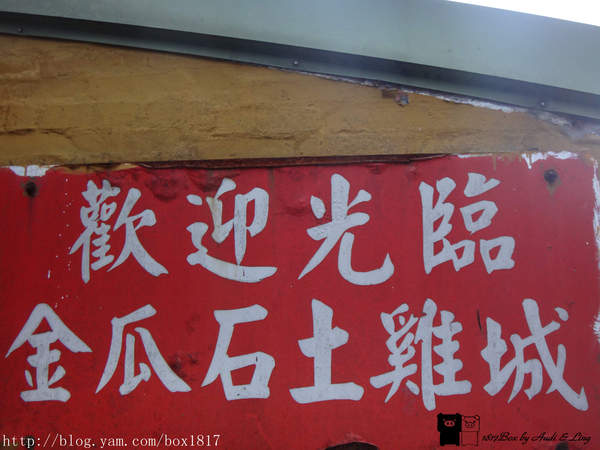 歡迎光臨
金瓜石土雞城
1817Box by Andi & Ling
http://blog.yam.com/box1817